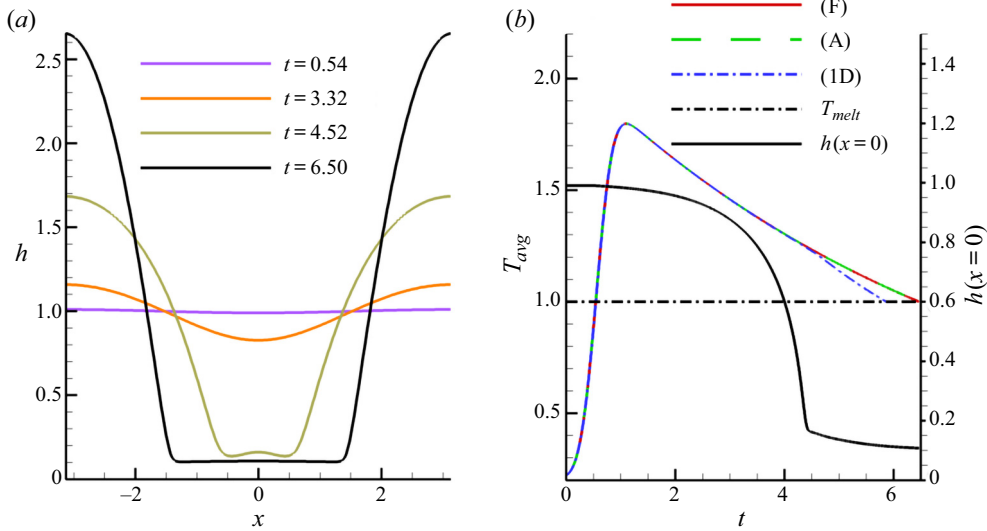 (a)
2.5
2.0
1.5
1.0
0.5
0
h
t = 0.54
t = 3.32
t = 4.52
t = 6.50
−2
0
2
x
(b)
(F)
(A)
(1D)
T_melt
h(x = 0)
2.0
1.5
1.0
0.5
T_avg
1.4
1.2
1.0
0.8
0.6
0.4
0.2
0
h(x = 0)
0
2
4
6
t